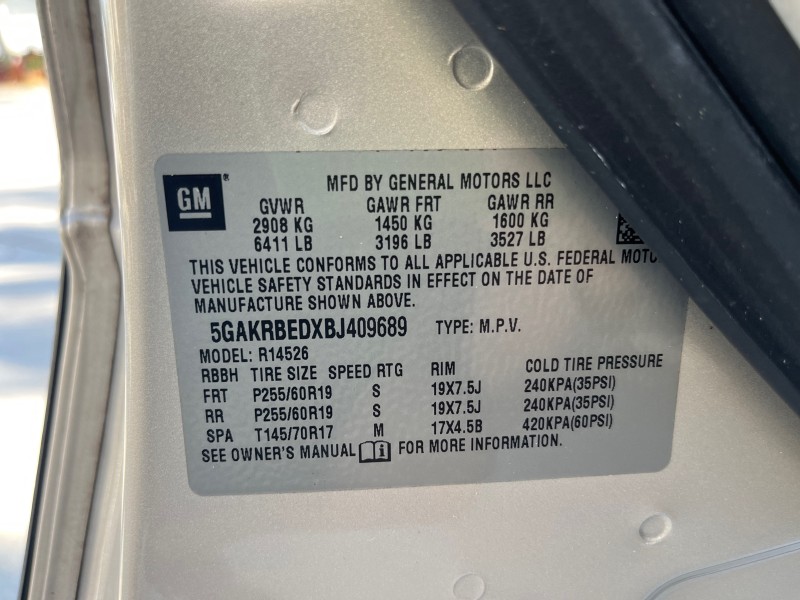 GM®
MFD BY GENERAL MOTORS LLC
GVWR GAWR FRT GAWR RR
2908 KG 1450 KG 1600 KG
6411 LB 3196 LB 3527 LB
THIS VEHICLE CONFORMS TO ALL APPLICABLE U.S. FEDERAL MOTO
VEHICLE SAFETY STANDARDS IN EFFECT ON THE DATE OF
MANUFACTURE SHOWN ABOVE.
5GAKRBEDXBJ409689 TYPE: M.P.V.
MODEL: R14526
RBBH TIRE SIZE SPEED RTG RIM COLD TIRE PRESSURE
FRT P255/60R19 S 19X7.5J 240KPA(35PSI)
RR P255/60R19 S 19X7.5J 240KPA(35PSI)
SPA T145/70R17 M 17X4.5B 420KPA(60PSI)
SEE OWNER'S MANUAL i FOR MORE INFORMATION.